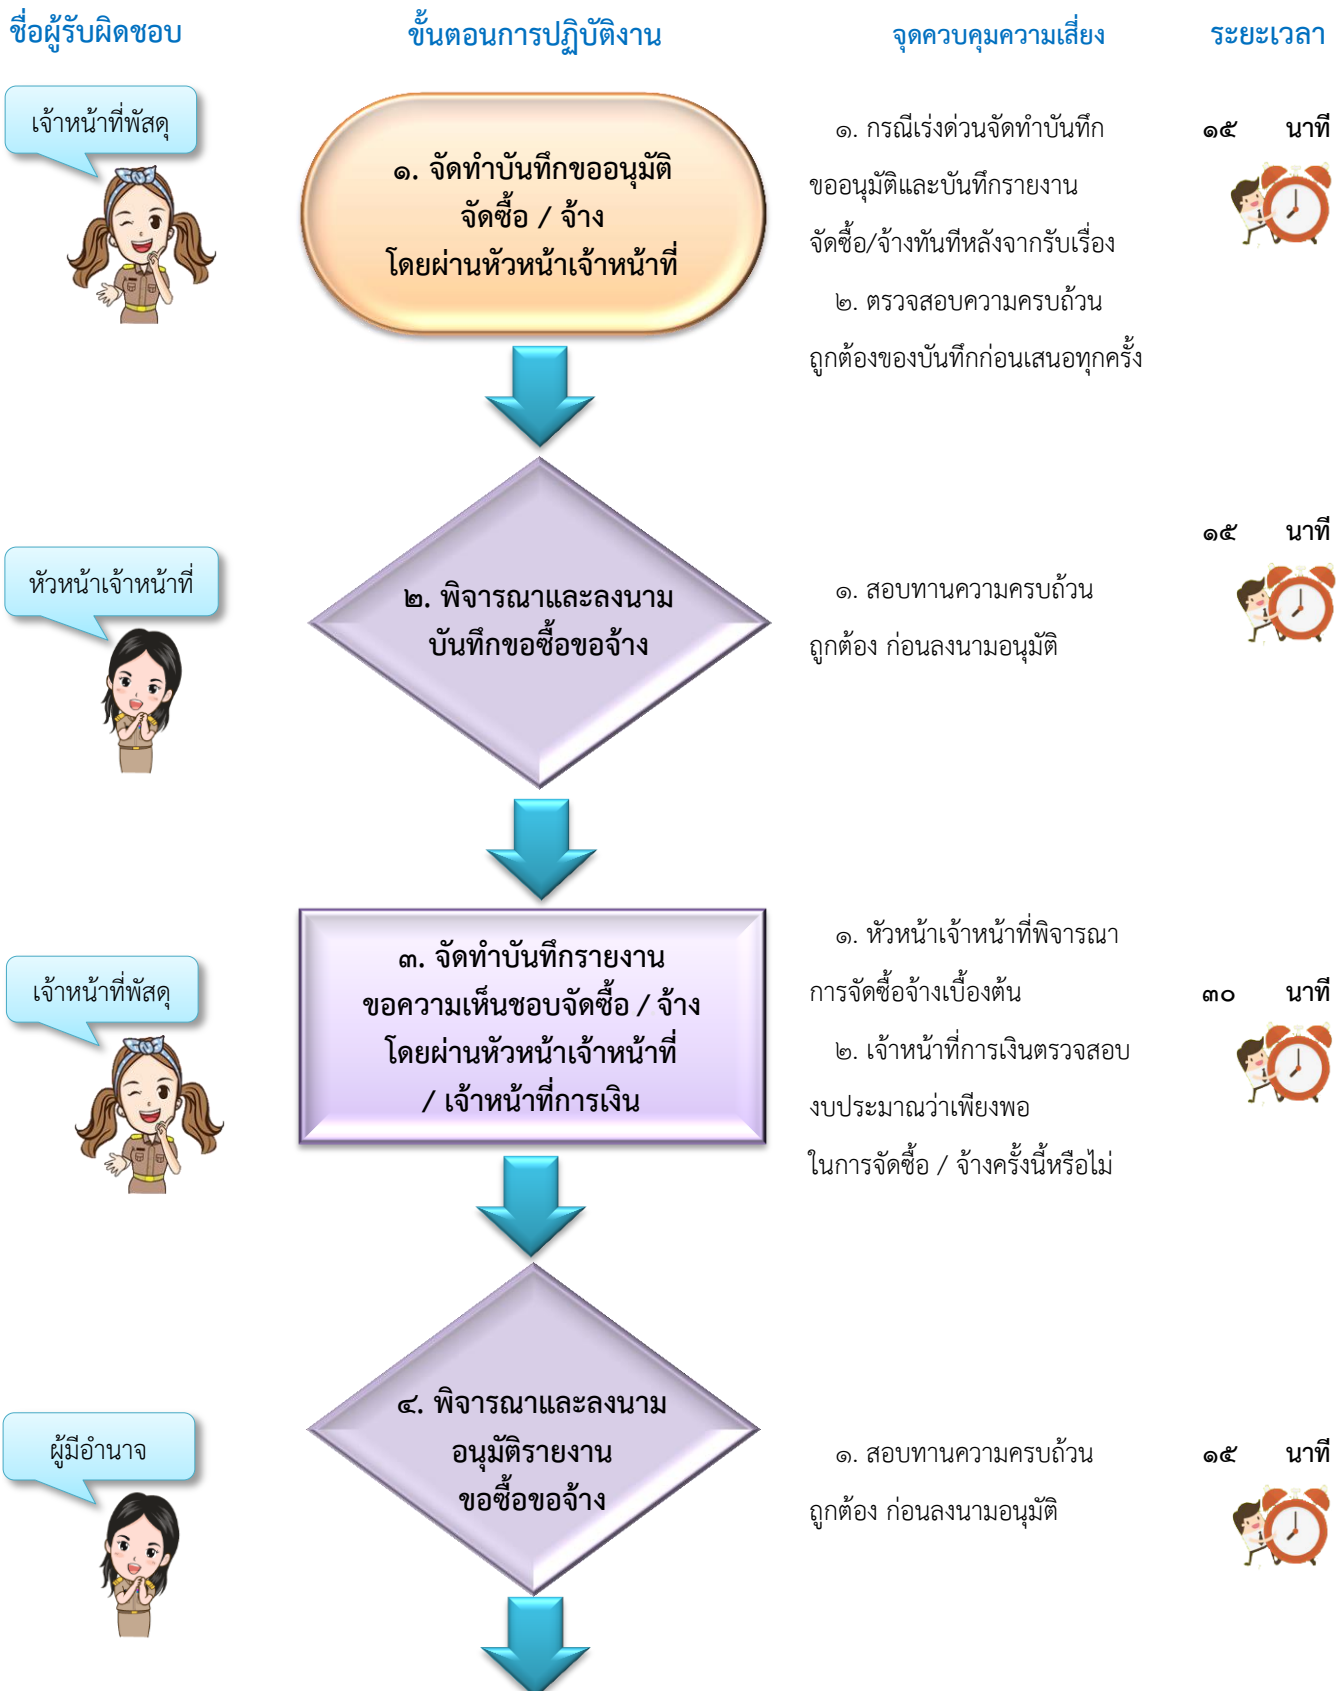 ชื่อผู้รับผิดชอบ ขั้นตอนการปฏิบัติงาน จุดควบคุมความเสี่ยง ระยะเวลา
เจ้าหน้าที่พัสดุ
๑. จัดทำบันทึกขออนุมัติ
จัดซื้อ / จ้าง
โดยผ่านหัวหน้าเจ้าหน้าที่
๑. กรณีเร่งด่วนจัดทำบันทึก
ขออนุมัติและบันทึกรายงาน
จัดซื้อ/จ้างทันทีหลังจากรับเรื่อง
๒. ตรวจสอบความครบถ้วน
ถูกต้องของบันทึกก่อนเสนอทุกครั้ง
๑๕ นาที
หัวหน้าเจ้าหน้าที่
๒. พิจารณาและลงนาม
บันทึกขอซื้อขอจ้าง
๑. สอบทานความครบถ้วน
ถูกต้อง ก่อนลงนามอนุมัติ
๑๕ นาที
เจ้าหน้าที่พัสดุ
๓. จัดทำบันทึกรายงาน
ขอความเห็นชอบจัดซื้อ / จ้าง
โดยผ่านหัวหน้าเจ้าหน้าที่
/ เจ้าหน้าที่การเงิน
๑. หัวหน้าเจ้าหน้าที่พิจารณา
การจัดซื้อจ้างเบื้องต้น
๒. เจ้าหน้าที่การเงินตรวจสอบ
งบประมาณว่าเพียงพอ
ในการจัดซื้อ / จ้างครั้งนี้หรือไม่
๓๐ นาที
ผู้มีอำนาจ
๔. พิจารณาและลงนาม
อนุมัติรายงาน
ขอซื้อขอจ้าง
๑. สอบทานความครบถ้วน
ถูกต้อง ก่อนลงนามอนุมัติ
๑๕ นาที